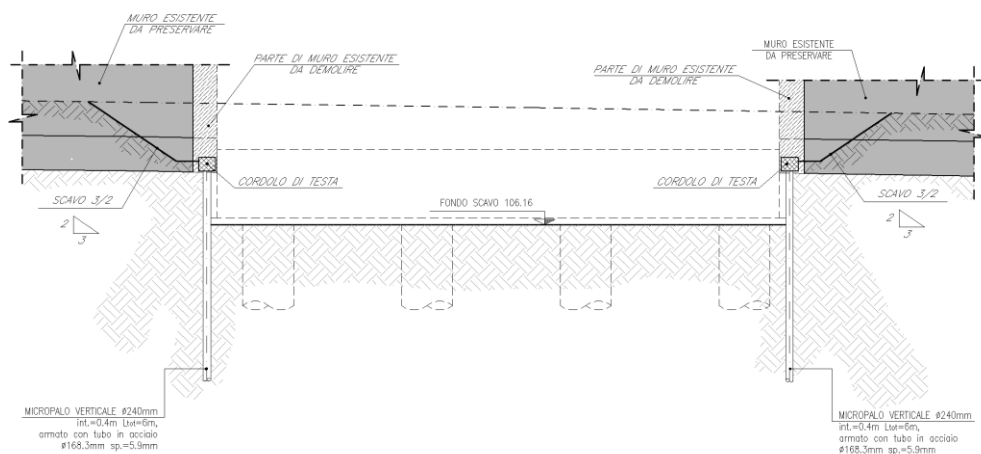 MURO ESISTENTE
DA PRESERVARE
PARTE DI MURO ESISTENTE
DA DEMOLIRE
PARTE DI MURO ESISTENTE
DA DEMOLIRE
MURO ESISTENTE
DA PRESERVARE
CORDOLO DI TESTA
CORDOLO DI TESTA
SCAVO 3/2
2
3
FONDO SCAVO 106.16
SCAVO 3/2
2
3
MICROPALO VERTICALE ø240mm
int.=0.4m Ltot=6m,
armato con tubo in acciaio
ø168.3mm sp.=5.9mm
MICROPALO VERTICALE ø240mm
int.=0.4m Ltot=6m,
armato con tubo in acciaio
ø168.3mm sp.=5.9mm